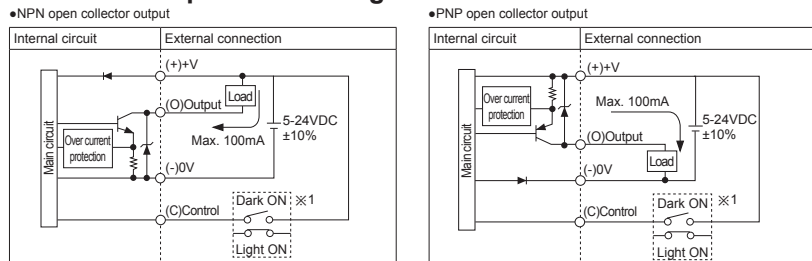 ●NPN open collector output
Internal circuit
External connection
(+)+V
(O)Output
Load
Max. 100mA
5-24VDC
±10%
Main circuit
Over current
protection
(-)0V
(C)Control
Dark ON
※1
Light ON
●PNP open collector output
Internal circuit
External connection
(+)+V
Over current
protection
Max. 100mA
5-24VDC
±10%
Main circuit
(O)Output
Load
(-)0V
(C)Control
Dark ON
※1
Light ON